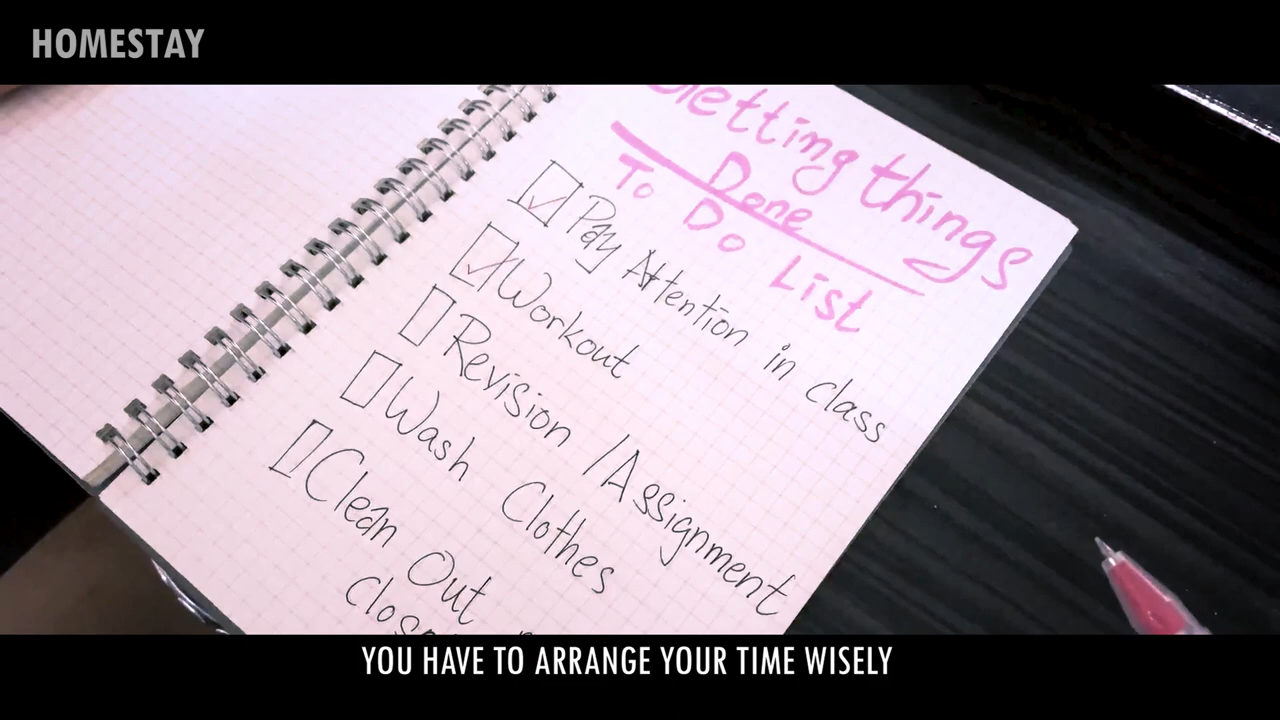 HOMESTAY
Getting things
Done
To Do List
Pay Attention in class
Workout
Revision /Assignment
Wash Clothes
Clean Out
YOU HAVE TO ARRANGE YOUR TIME WISELY